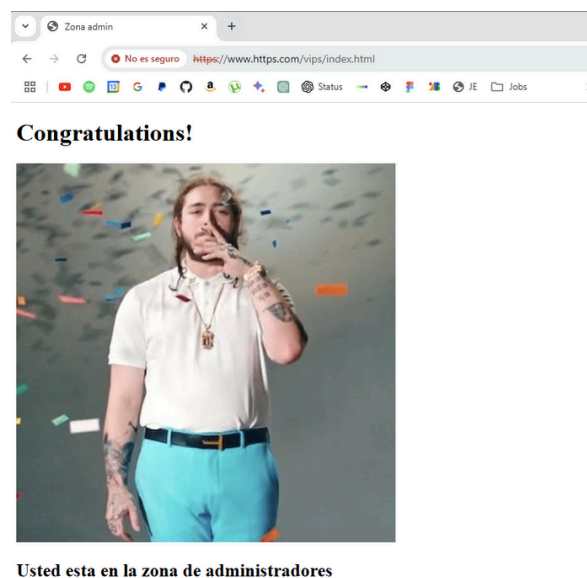 Zona admin
No es seguro https://www.https.com/vips/index.html
Status JE Jobs
Congratulations!
Usted esta en la zona de administradores